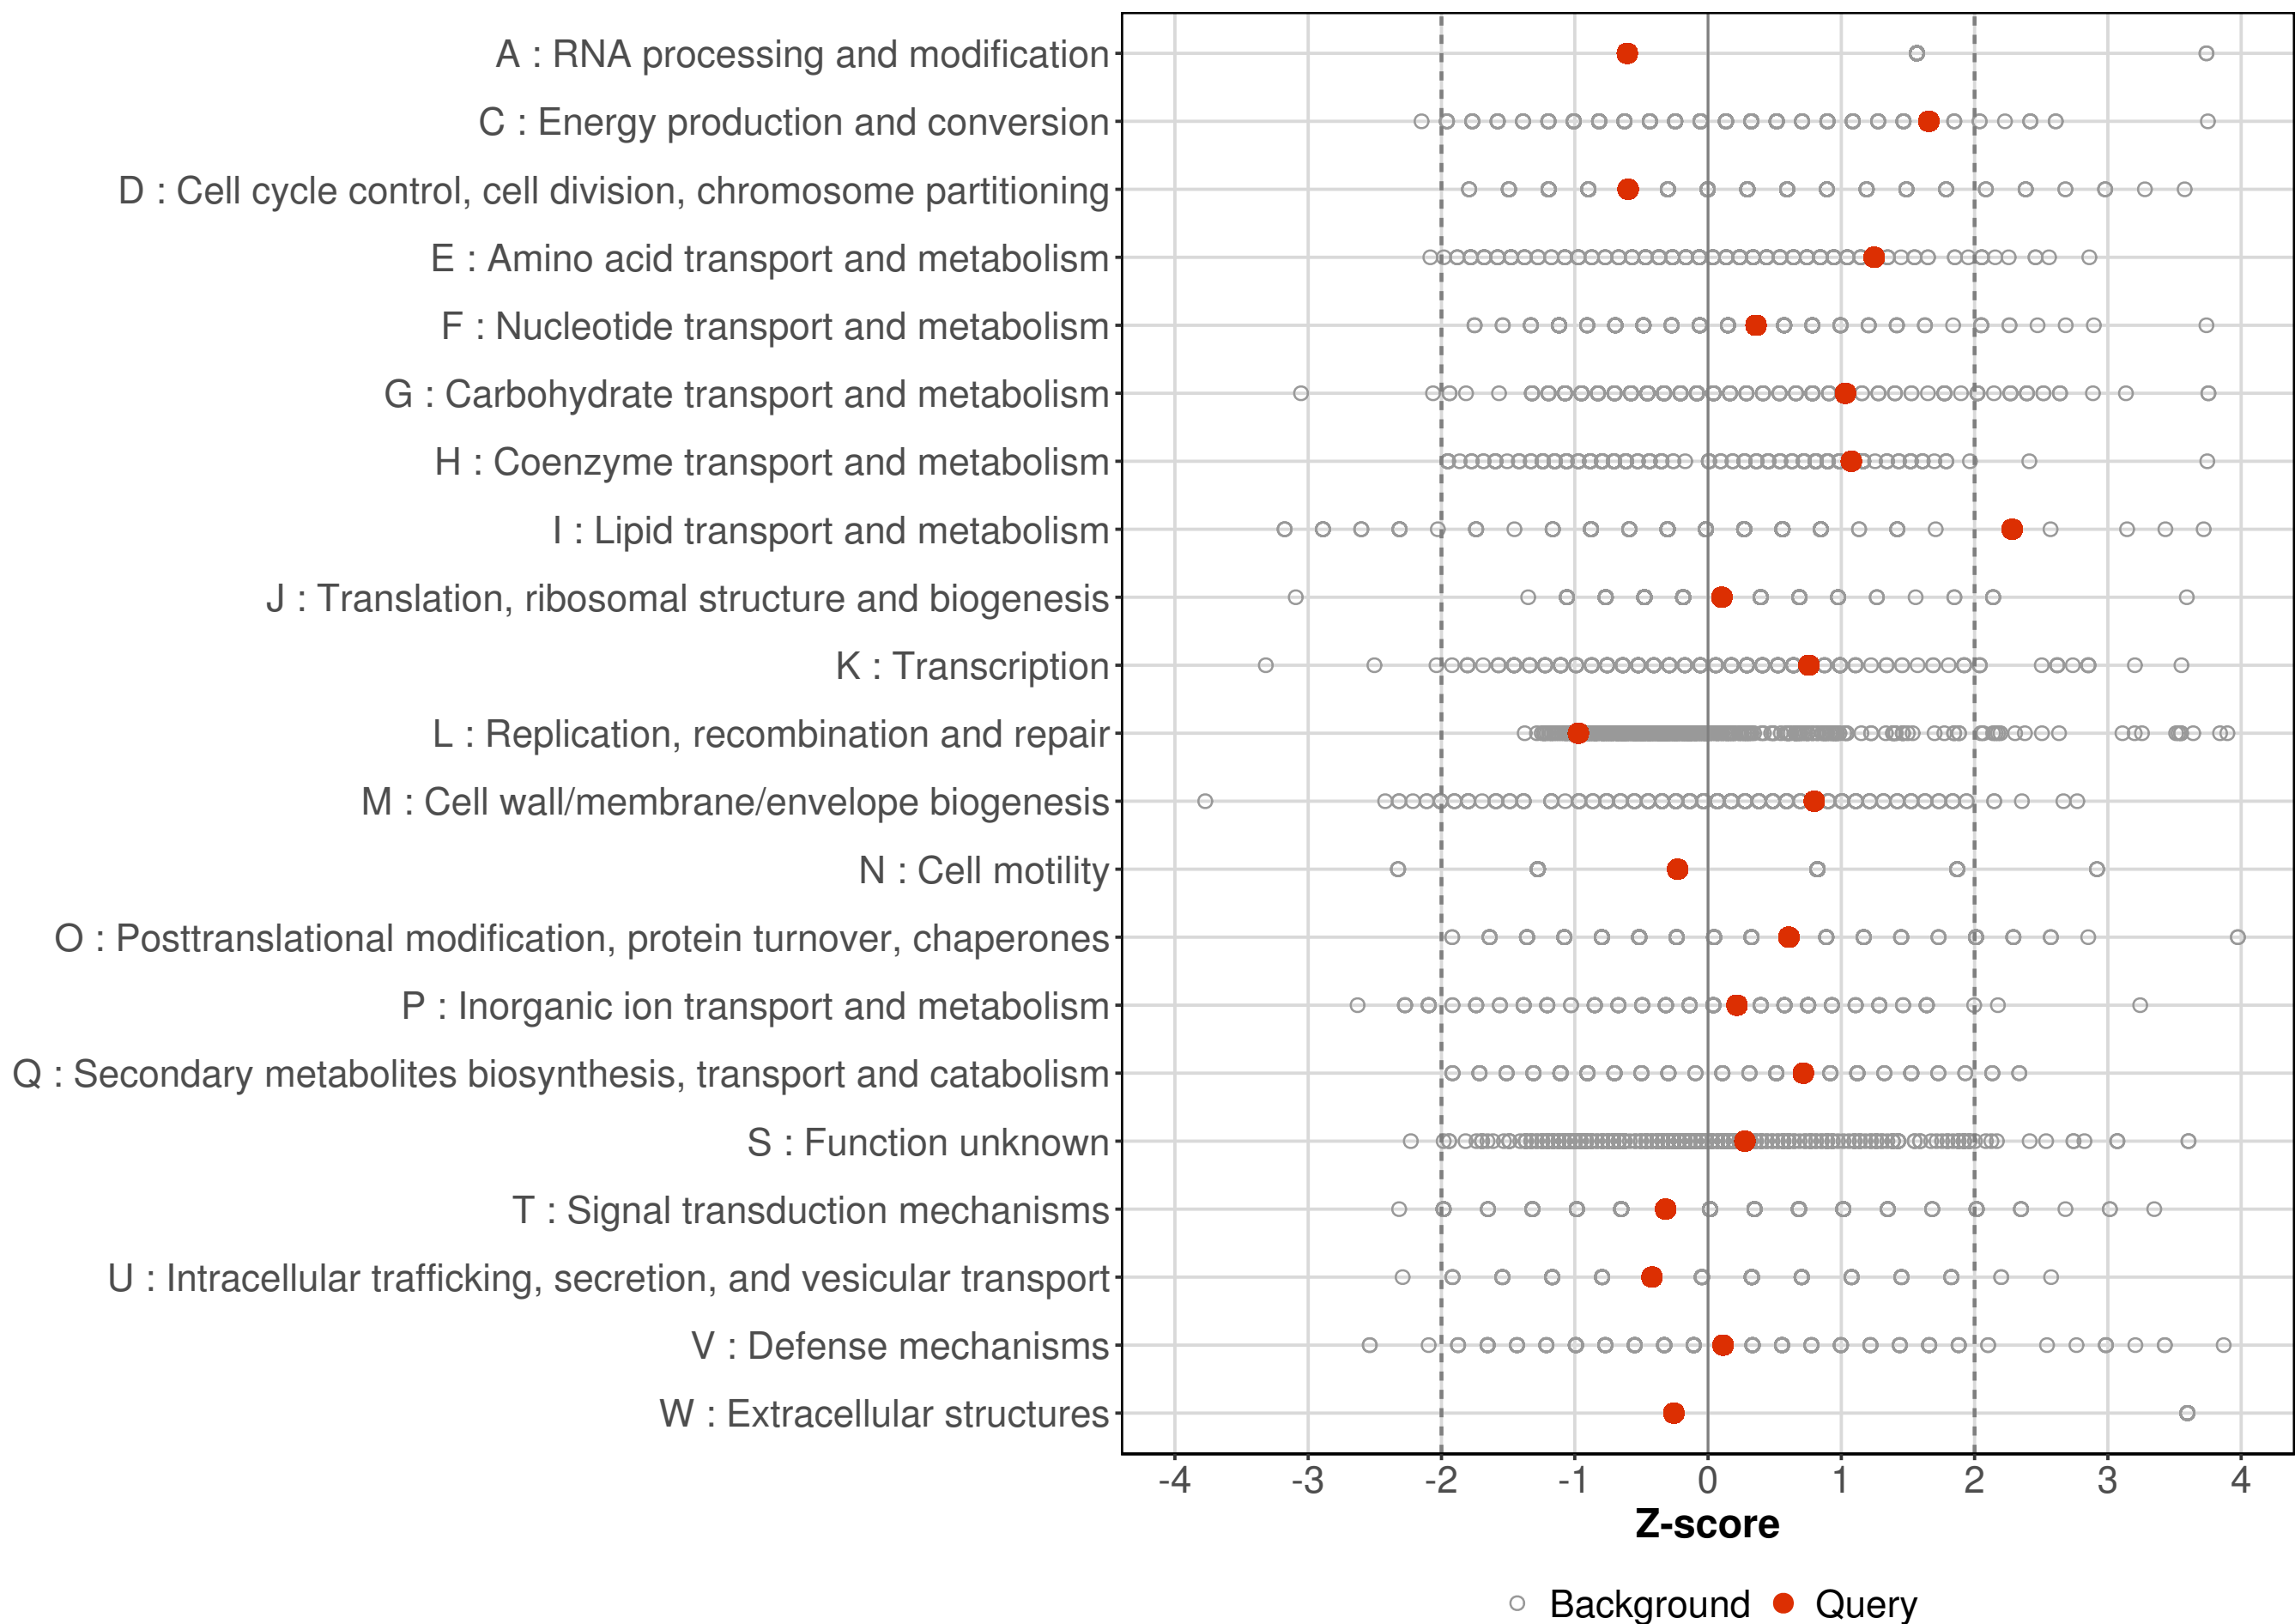 A : RNA processing and modification
C : Energy production and conversion
D : Cell cycle control, cell division, chromosome partitioning
E : Amino acid transport and metabolism
F : Nucleotide transport and metabolism
G : Carbohydrate transport and metabolism
H : Coenzyme transport and metabolism
I : Lipid transport and metabolism
J : Translation, ribosomal structure and biogenesis
K : Transcription
L : Replication, recombination and repair
M : Cell wall/membrane/envelope biogenesis
N : Cell motility
O : Posttranslational modification, protein turnover, chaperones
P : Inorganic ion transport and metabolism
Q : Secondary metabolites biosynthesis, transport and catabolism
S : Function unknown
T : Signal transduction mechanisms
U : Intracellular trafficking, secretion, and vesicular transport
V : Defense mechanisms
W : Extracellular structures
-4 -3 -2 -1 0 1 2 3 4
Z-score
Background Query